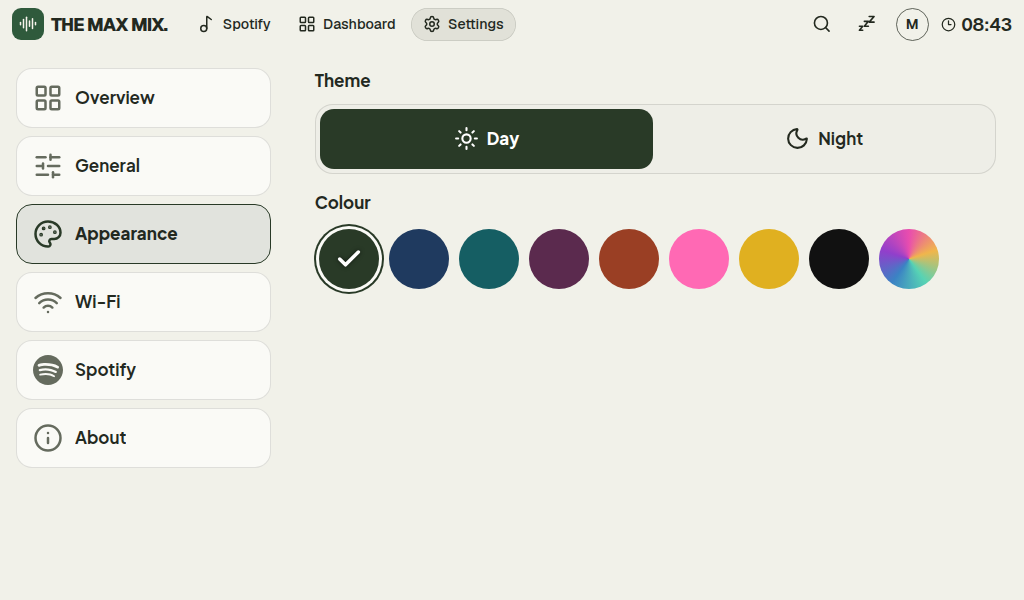 THE MAX MIX.
Spotify
Dashboard
Settings
M
08:43
Overview
General
Appearance
Wi-Fi
Spotify
About
Theme
Day
Night
Colour